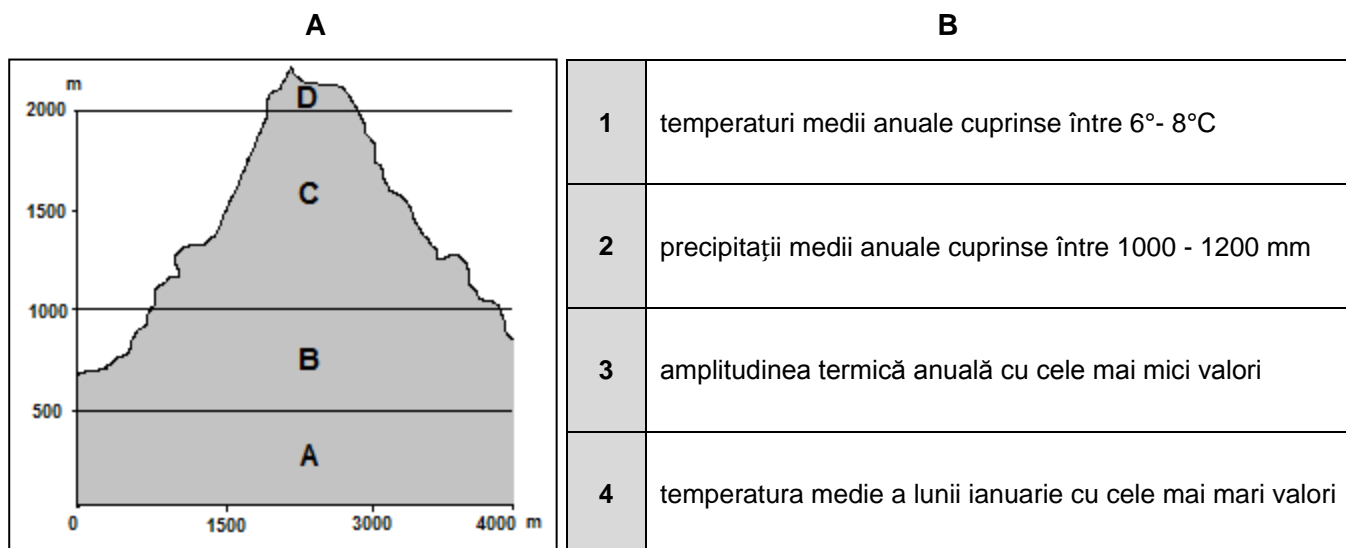 A
B
m
2000
1500
1000
500
D
C
B
A
0
1500
3000
4000 m
1
temperaturi medii anuale cuprinse între 6°- 8°C
2
precipitații medii anuale cuprinse între 1000 - 1200 mm
3
amplitudinea termică anuală cu cele mai mici valori
4
temperatura medie a lunii ianuarie cu cele mai mari valori